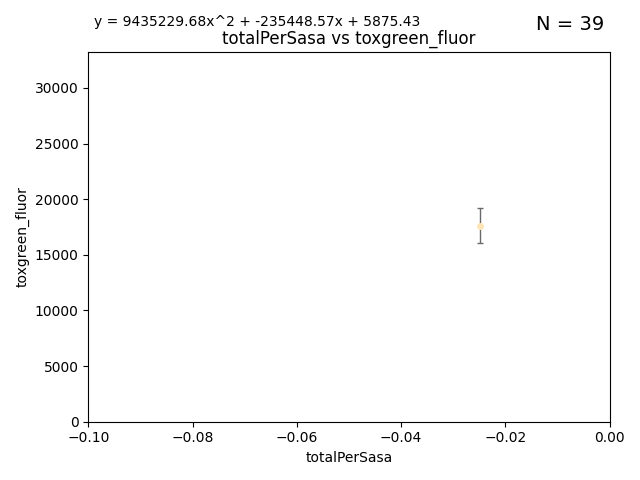 y = 9435229.68x^2 + -235448.57x + 5875.43
N = 39
totalPerSasa vs toxgreen_fluor
30000
25000
20000
15000
10000
5000
0
toxgreen_fluor
−0.10 −0.08 −0.06 −0.04 −0.02 0.00
totalPerSasa